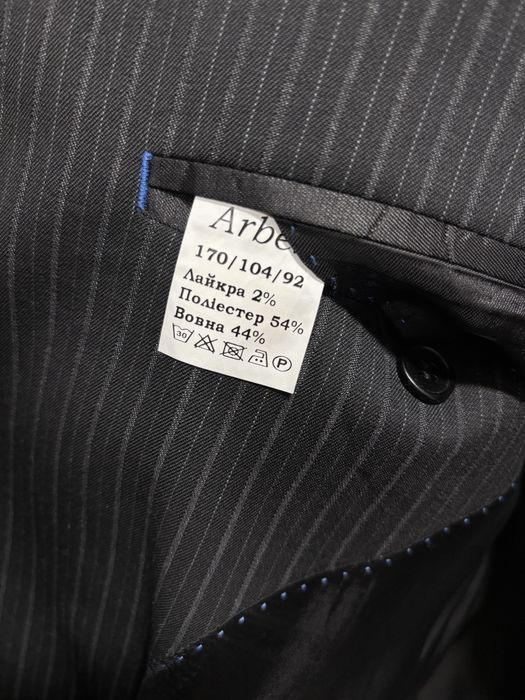 Arbe
170/104/92
Лайкра 2%
Поліестер 54%
Вовна 44%
30 P